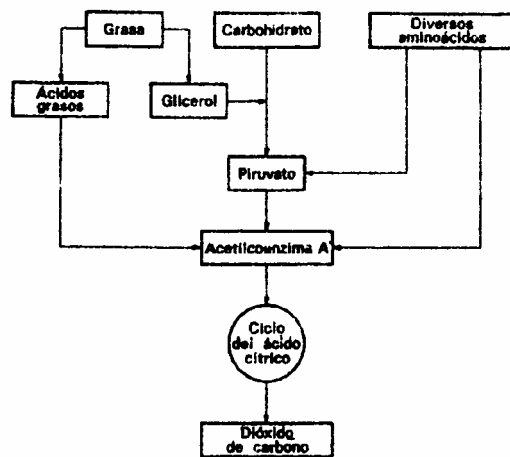 Grasa
Carbohidrato
Diversos
aminoácidos
Ácidos
grasos
Glicerol
Piruvato
Acetilcoenzima A
Ciclo
del ácido
cítrico
Dióxido
de carbono